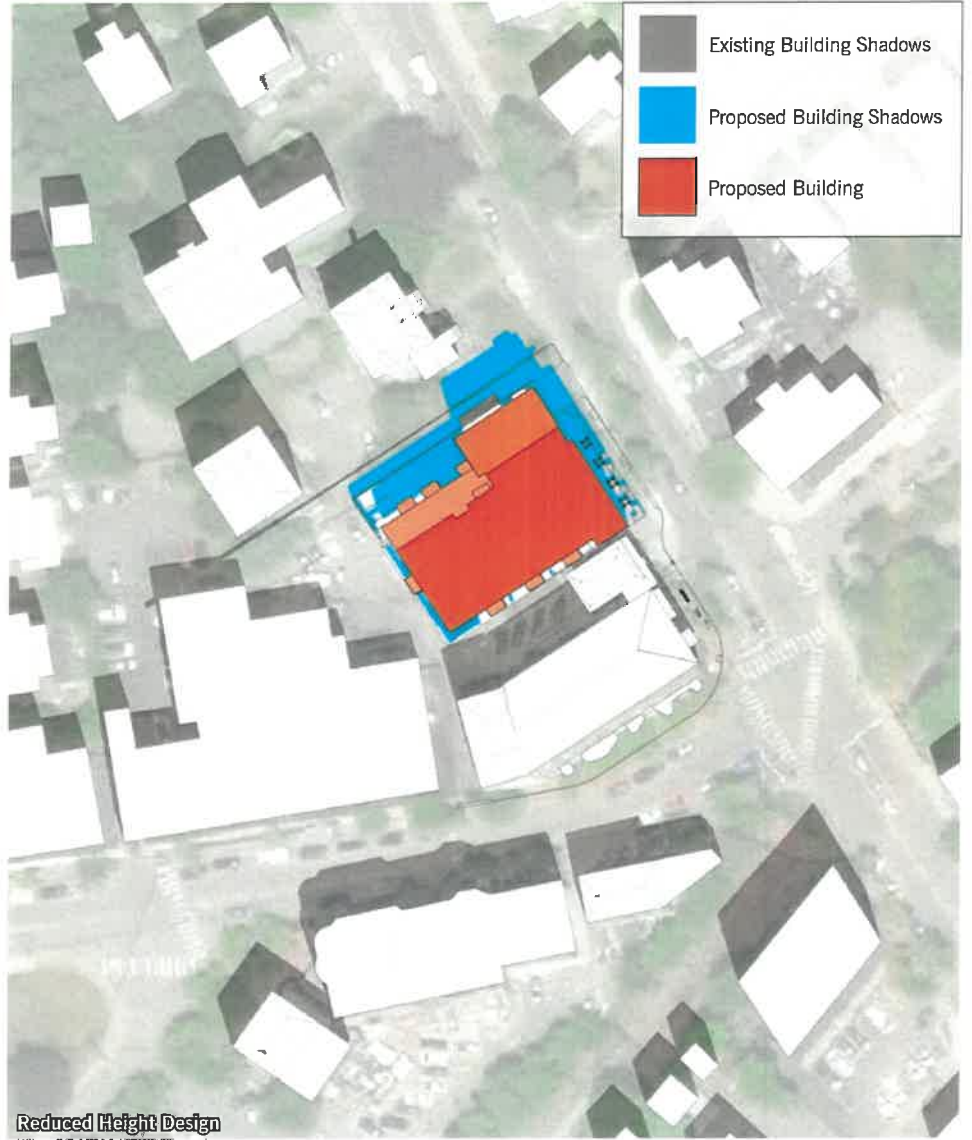 Existing Building Shadows
Proposed Building Shadows
Proposed Building
Reduced Height Design